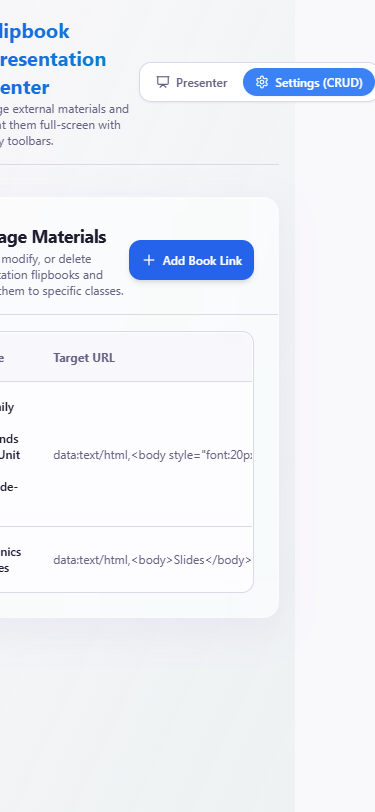 lipbook
resentation
enter
ge external materials and
nt them full-screen with
y toolbars.
Presenter
Settings (CRUD)
age Materials
modify, or delete
tation flipbooks and
them to specific classes.
Add Book Link
e
Target URL
ily
nds
Unit
de-
data:text/html,<body style="font:20px
nics
es
data:text/html,<body>Slides</body>